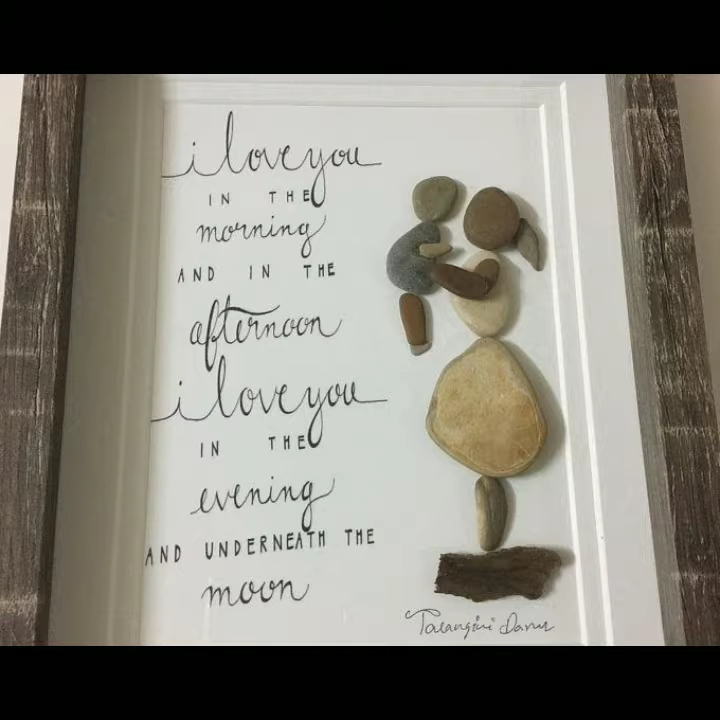 i love you
IN THE
morning
AND IN THE
afternoon
i love you
IN THE
evening
AND UNDERNEATH THE
moon